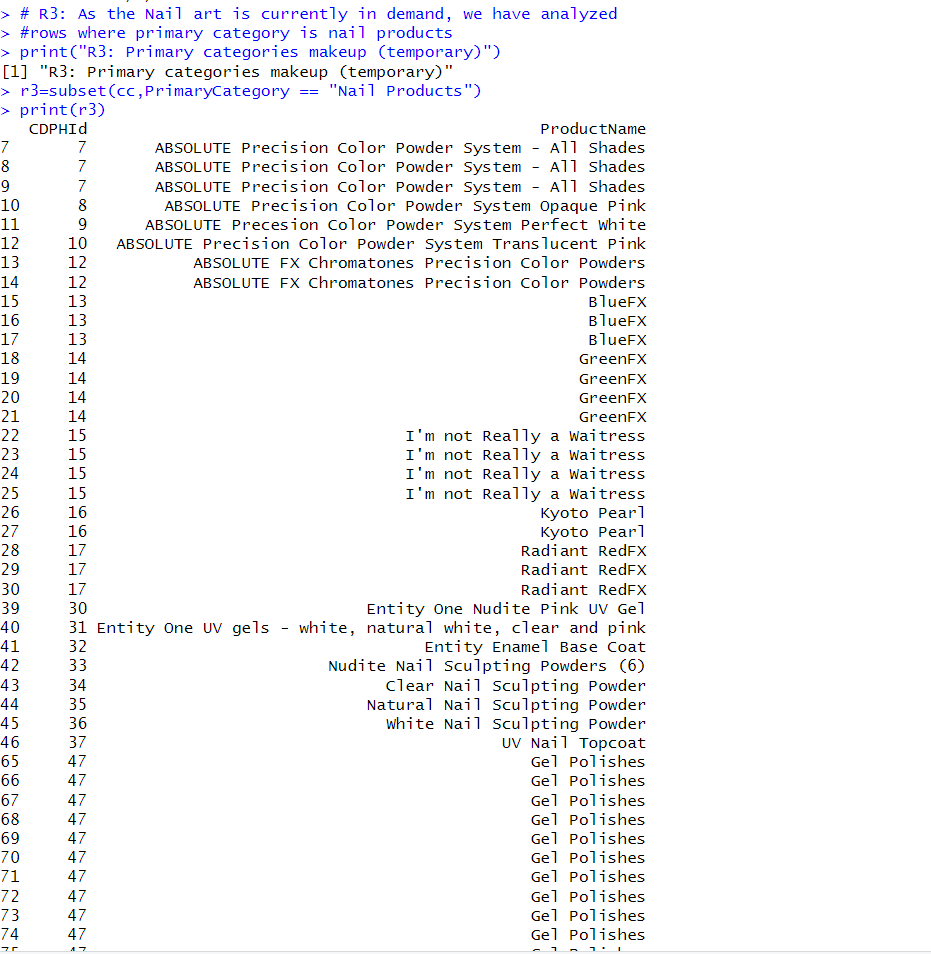 > # R3: As the Nail art is currently in demand, we have analyzed
> #rows where primary category is nail products
> print("R3: Primary categories makeup (temporary)")
[1] "R3: Primary categories makeup (temporary)"
> r3=subset(cc,PrimaryCategory == "Nail Products")
> print(r3)
CDPHId ProductName
7 7 ABSOLUTE Precision Color Powder System - All Shades
8 7 ABSOLUTE Precision Color Powder System - All Shades
9 7 ABSOLUTE Precision Color Powder System - All Shades
10 8 ABSOLUTE Precision Color Powder System Opaque Pink
11 9 ABSOLUTE Precesion Color Powder System Perfect White
12 10 ABSOLUTE Precision Color Powder System Translucent Pink
13 12 ABSOLUTE FX Chromatones Precision Color Powders
14 12 ABSOLUTE FX Chromatones Precision Color Powders
15 13 BlueFX
16 13 BlueFX
17 13 BlueFX
18 14 GreenFX
19 14 GreenFX
20 14 GreenFX
21 14 GreenFX
22 15 I'm not Really a Waitress
23 15 I'm not Really a Waitress
24 15 I'm not Really a Waitress
25 15 I'm not Really a Waitress
26 16 Kyoto Pearl
27 16 Kyoto Pearl
28 17 Radiant RedFX
29 17 Radiant RedFX
30 17 Radiant RedFX
39 30 Entity One Nudite Pink UV Gel
40 31 Entity One UV gels - white, natural white, clear and pink
41 32 Entity Enamel Base Coat
42 33 Nudite Nail Sculpting Powders (6)
43 34 Clear Nail Sculpting Powder
44 35 Natural Nail Sculpting Powder
45 36 White Nail Sculpting Powder
46 37 UV Nail Topcoat
65 47 Gel Polishes
66 47 Gel Polishes
67 47 Gel Polishes
68 47 Gel Polishes
69 47 Gel Polishes
70 47 Gel Polishes
71 47 Gel Polishes
72 47 Gel Polishes
73 47 Gel Polishes
74 47 Gel Polishes